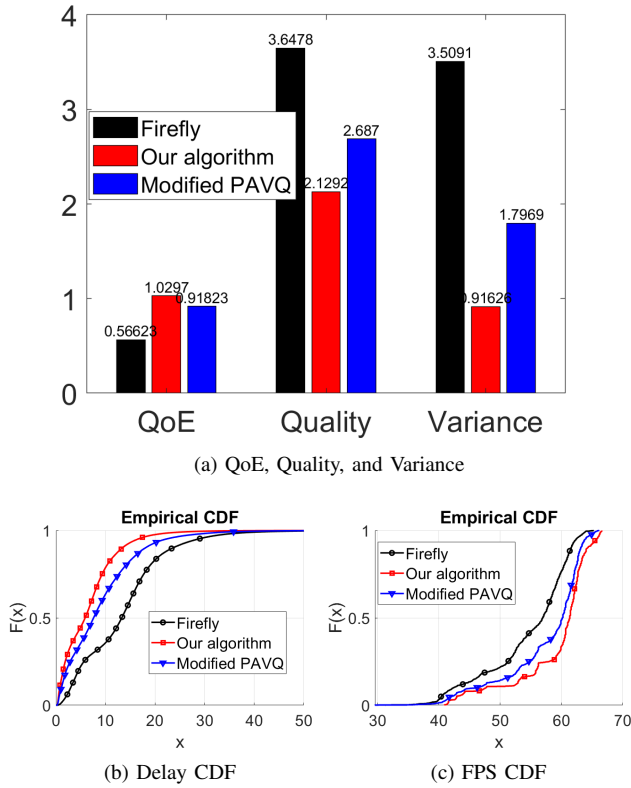 4
3.6478
3.5091
3
Firefly
Our algorithm
Modified PAVQ
2.687
2.1292
2
1.7969
1.0297
0.91823
0.91626
1
0.56623
0
QoE Quality Variance
(a) QoE, Quality, and Variance
Empirical CDF
1
F(x)
0.5
Firefly
Our algorithm
Modified PAVQ
0
0 10 20 30 40 50
x
(b) Delay CDF
Empirical CDF
1
Firefly
Our algorithm
Modified PAVQ
F(x)
0.5
0
30 40 50 60 70
x
(c) FPS CDF